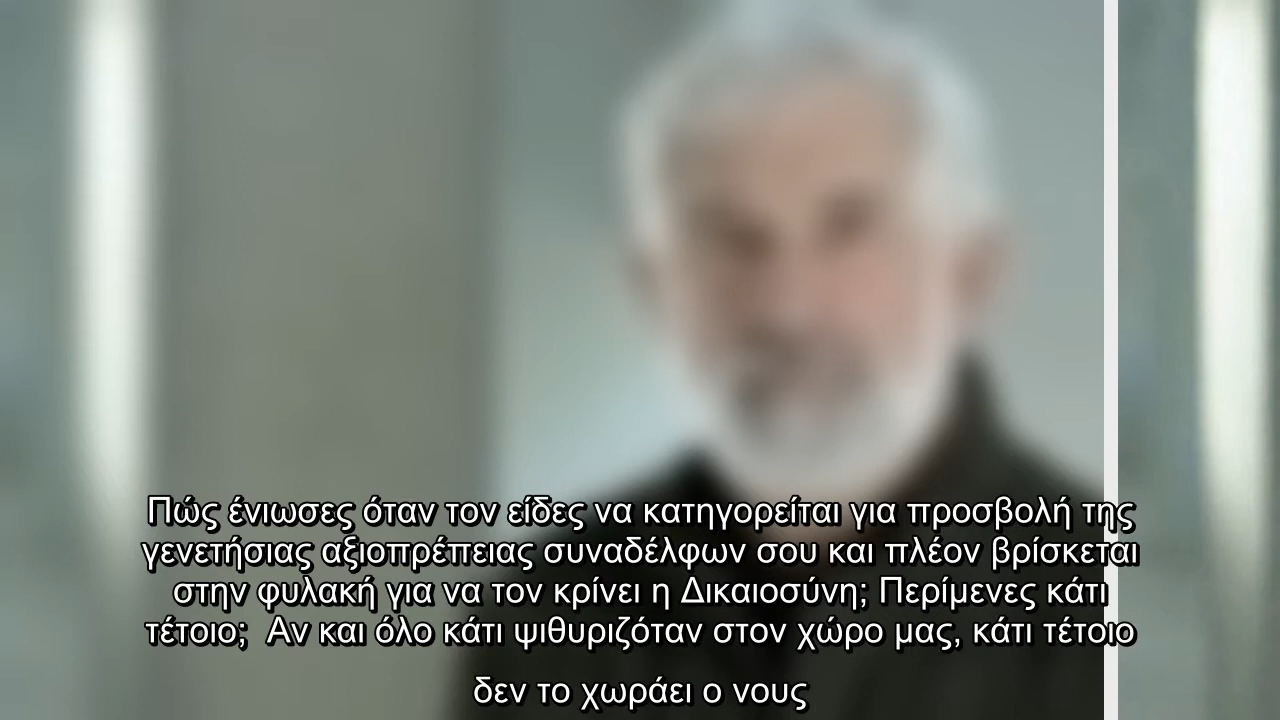 Πώς ένιωσες όταν τον είδες να κατηγορείται για προσβολή της
γενετήσιας αξιοπρέπειας συναδέλφων σου και πλέον βρίσκεται
στην φυλακή για να τον κρίνει η Δικαιοσύνη; Περίμενες κάτι
τέτοιο;  Αν και όλο κάτι ψιθυριζόταν στον χώρο μας, κάτι τέτοιο
δεν το χωράει ο νους